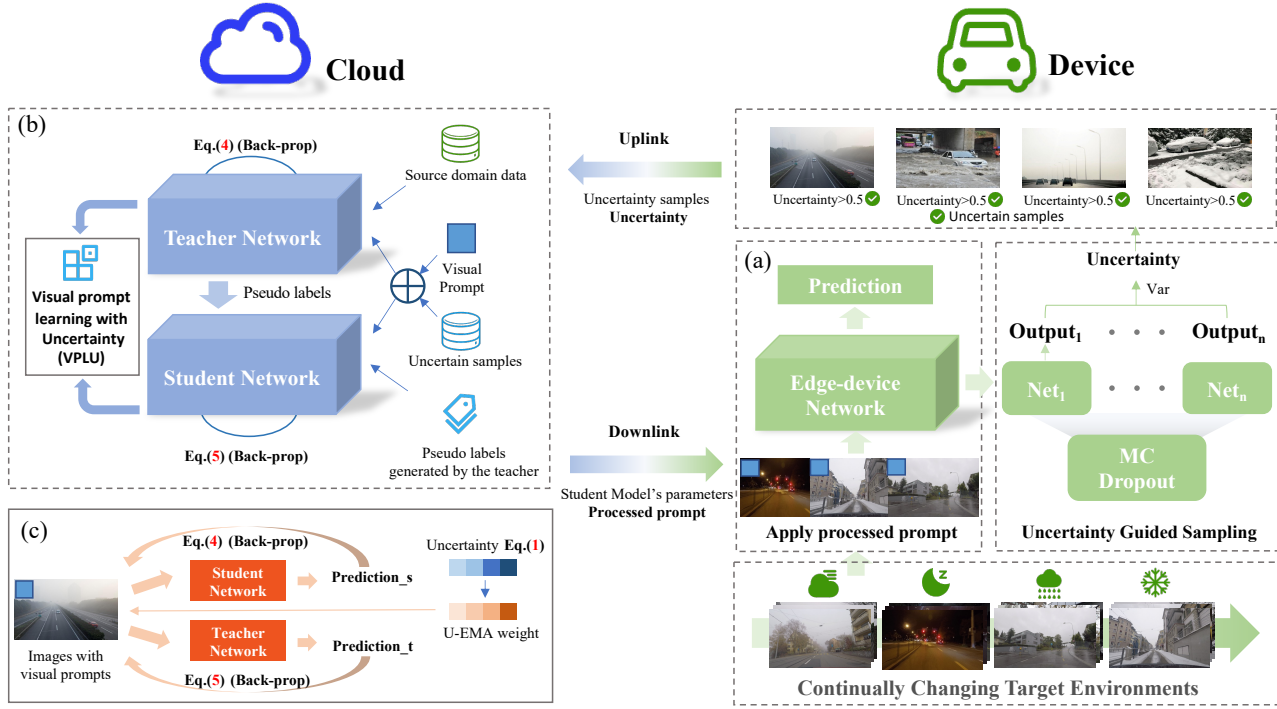 Cloud
Device
(b)
Eq.(4) (Back-prop)
Source domain data
Teacher Network
Visual
Prompt
Pseudo labels
Visual prompt
learning with
Uncertainty
(VPLU)
Uncertain samples
Student Network
Eq.(5) (Back-prop)
Pseudo labels
generated by the teacher
Uplink
Uncertainty samples
Uncertainty
Downlink
Student Model's parameters
Processed prompt
Uncertainty>0.5
Uncertainty>0.5
Uncertainty>0.5
Uncertainty>0.5
Uncertain samples
(a)
Prediction
Edge-device
Network
Apply processed prompt
Uncertainty
Var
Output1 · · · Outputn
Net1 · · · Netn
MC
Dropout
Uncertainty Guided Sampling
(c)
Eq.(4) (Back-prop)
Student
Network
Prediction_s
Teacher
Network
Prediction_t
Eq.(5) (Back-prop)
Images with
visual prompts
Uncertainty Eq.(1)
U-EMA weight
z
Continually Changing Target Environments